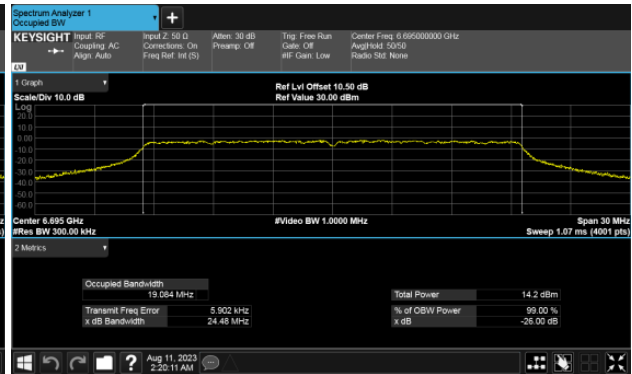 Spectrum Analyzer 1
Occupied BW
+
KEYSIGHT
Input: RF
Coupling: AC
Align: Auto
Input Z: 50 Ω
Corrections: On
Freq Ref: Int (S)
Atten: 30 dB
Preamp: Off
Trig: Free Run
Gate: Off
#IF Gain: Low
Center Freq: 6.695000000 GHz
Avg|Hold: 50/50
Radio Std: None
LXI
1 Graph
Scale/Div 10.0 dB
Ref Lvl Offset 10.50 dB
Ref Value 30.00 dBm
Log
20.0
10.0
0.00
-10.0
-20.0
-30.0
-40.0
-50.0
-60.0
Center 6.695 GHz
#Res BW 300.00 kHz
#Video BW 1.0000 MHz
Span 30 MHz
Sweep 1.07 ms (4001 pts)
2 Metrics
Occupied Bandwidth
19.084 MHz
Transmit Freq Error 5.902 kHz
x dB Bandwidth 24.48 MHz
Total Power 14.2 dBm
% of OBW Power 99.00 %
x dB -26.00 dB
?
Aug 11, 2023
2:20:11 AM